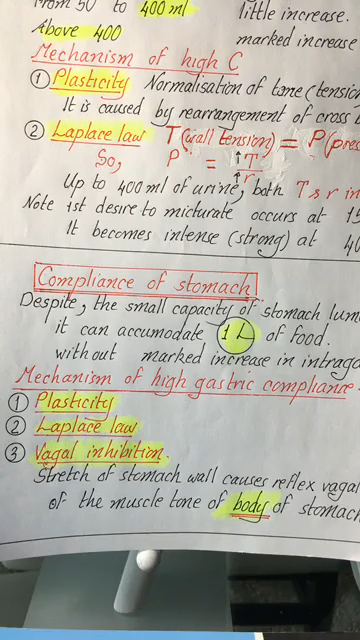 From 50 to 400 ml little increase.
Above 400 marked increase
Mechanism of high C
① Plasticity Normalisation of tone (tension
It is caused by rearrangement of cross b
② Laplace law T (wall tension) = P (pres
So, P = ↑T / ↑r
Up to 400 ml of urine, both T & r in
Note 1st desire to micturate occurs at 15
It becomes intense (strong) at 40
Compliance of stomach
Despite, the small capacity of stomach lum
it can accumodate 1 L of food.
without marked increase in intraga
Mechanism of high gastric compliance.
① Plasticity
② Laplace law
③ Vagal inhibition.
Stretch of stomach wall causes reflex vagal
of the muscle tone of body of stomach